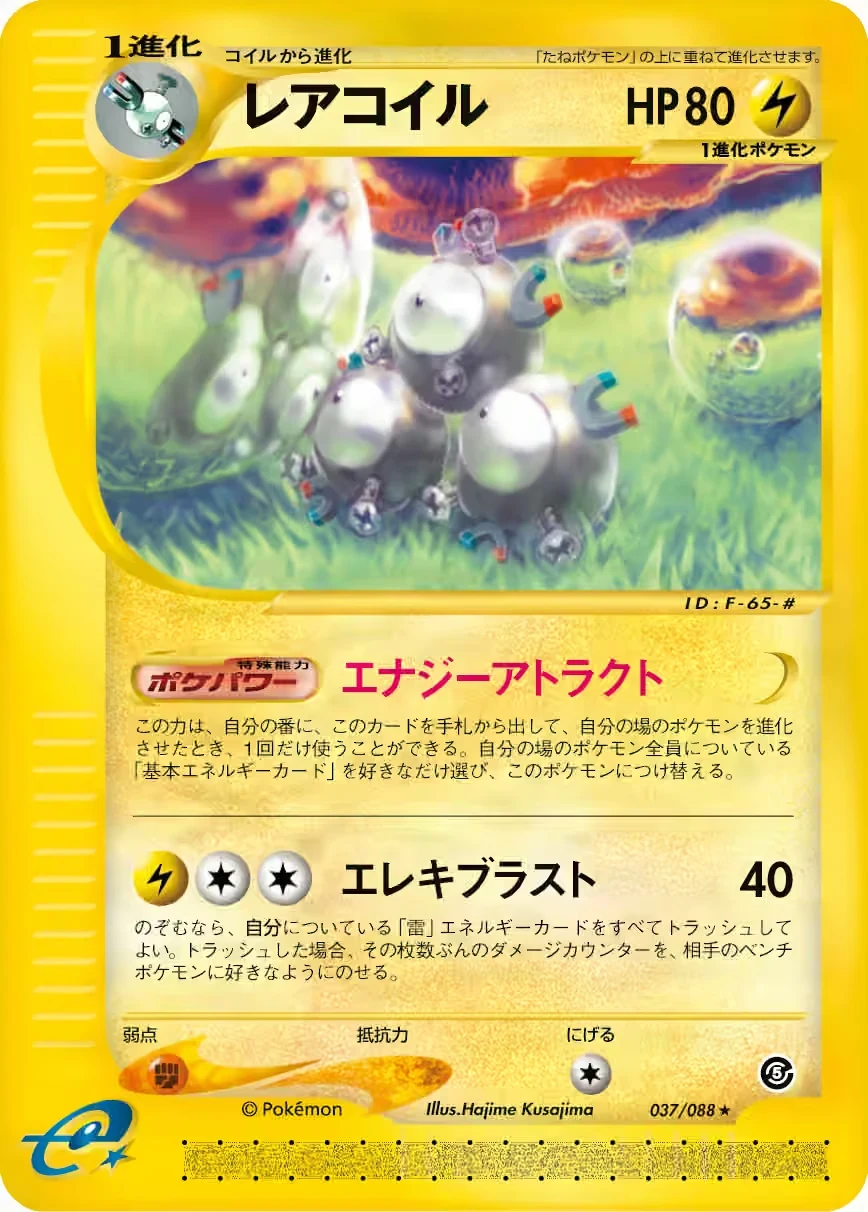 1進化
コイルから進化
「たねポケモン」の上に重ねて進化させます。
レアコイル
HP80
1進化ポケモン
ID:F-65-#
特殊能力
ポケパワー
エナジーアトラクト
この力は、自分の番に、このカードを手札から出して、自分の場のポケモンを進化
させたとき、1回だけ使うことができる。自分の場のポケモン全員についている
「基本エネルギーカード」を好きなだけ選び、このポケモンにつけ替える。
エレキブラスト
40
のぞむなら、自分についている「雷」エネルギーカードをすべてトラッシュして
よい。トラッシュした場合、その枚数ぶんのダメージカウンターを、相手のベンチ
ポケモンに好きなようにのせる。
弱点
抵抗力
にげる
5
© Pokémon
Illus.Hajime Kusajima
037/088★
e